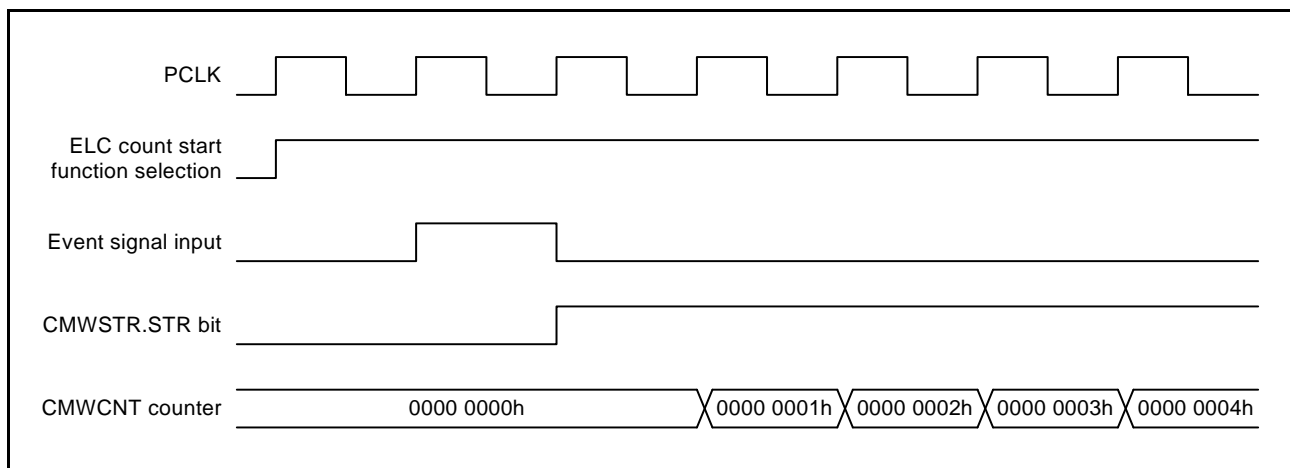 PCLK
ELC count start
function selection
Event signal input
CMWSTR.STR bit
CMWCNT counter
0000 0000h
0000 0001h
0000 0002h
0000 0003h
0000 0004h